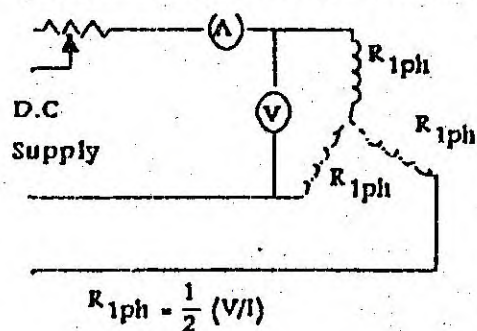 A
R1ph
D.C
V
R1ph
Supply
R1ph
R1ph = 1/2 (V/I)